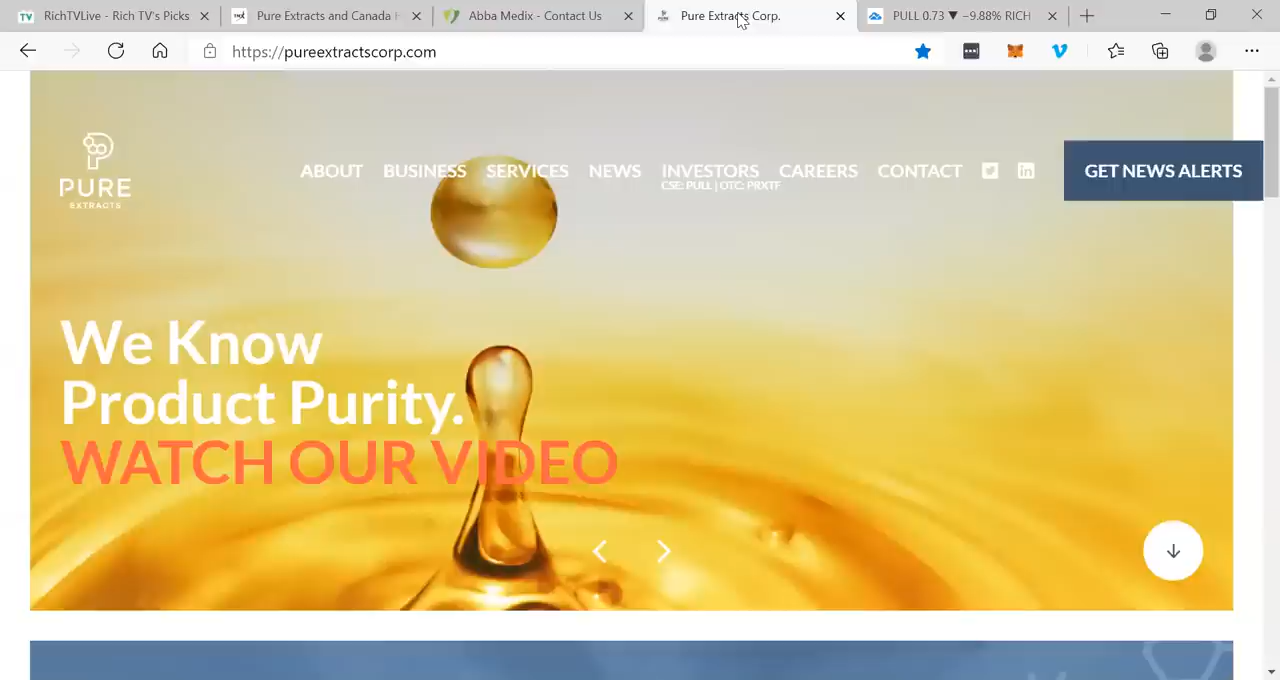 RichTVLive - Rich TV's Picks
Pure Extracts and Canada H
Abba Medix - Contact Us
Pure Extracts Corp.
PULL 0.73 ▼ −9.88% RICH
https://pureextractscorp.com
PURE
EXTRACTS
ABOUT BUSINESS SERVICES NEWS INVESTORS CAREERS CONTACT
CSE: PULL | OTC: PRXTF
GET NEWS ALERTS
We Know
Product Purity.
WATCH OUR VIDEO